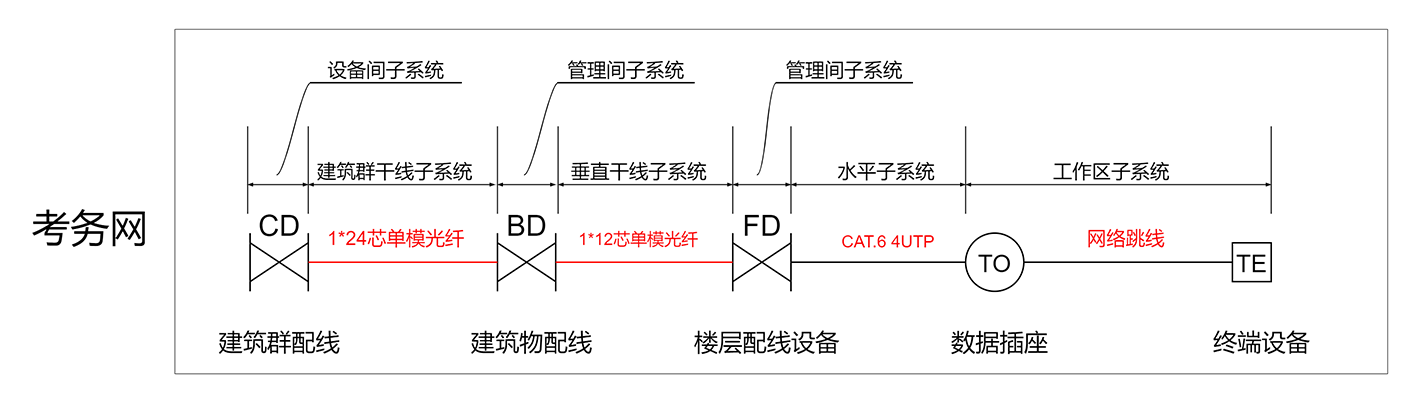 设备间子系统
管理间子系统
管理间子系统
建筑群干线子系统
垂直干线子系统
水平子系统
工作区子系统
考务网
CD
1*24芯单模光纤
BD
1*12芯单模光纤
FD
CAT.6 4UTP
TO
网络跳线
TE
建筑群配线
建筑物配线
楼层配线设备
数据插座
终端设备